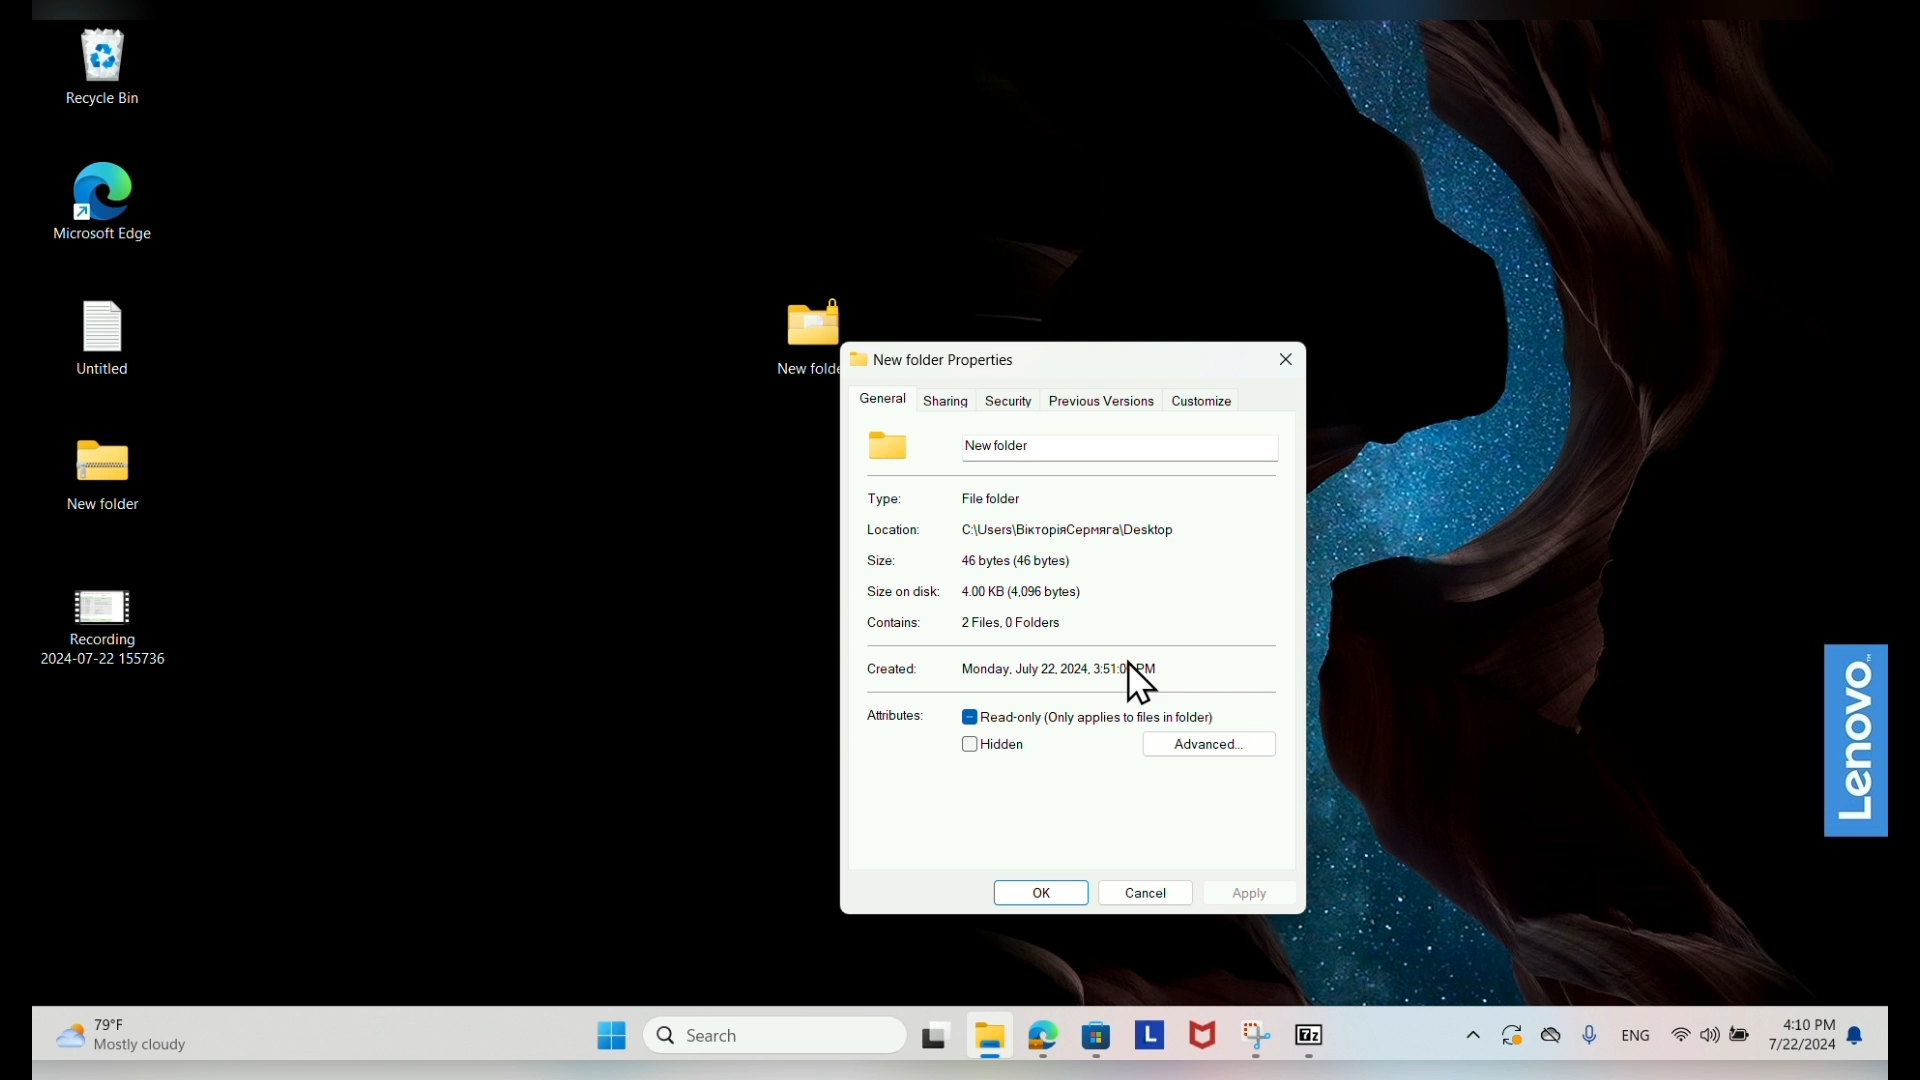 Recycle Bin
Microsoft Edge
Untitled
New folder
Recording
2024-07-22 155736
New folde
New folder Properties
General Sharing Security Previous Versions Customize
New folder
Type: File folder
Location: C:\Users\ВікторіяСермяга\Desktop
Size: 46 bytes (46 bytes)
Size on disk: 4.00 KB (4,096 bytes)
Contains: 2 Files, 0 Folders
Created: Monday, July 22, 2024, 3:51:0 PM
Attributes: Read-only (Only applies to files in folder)
Hidden Advanced...
OK Cancel Apply
Lenovo™
79°F
Mostly cloudy
Search
L
7z
ENG
4:10 PM
7/22/2024